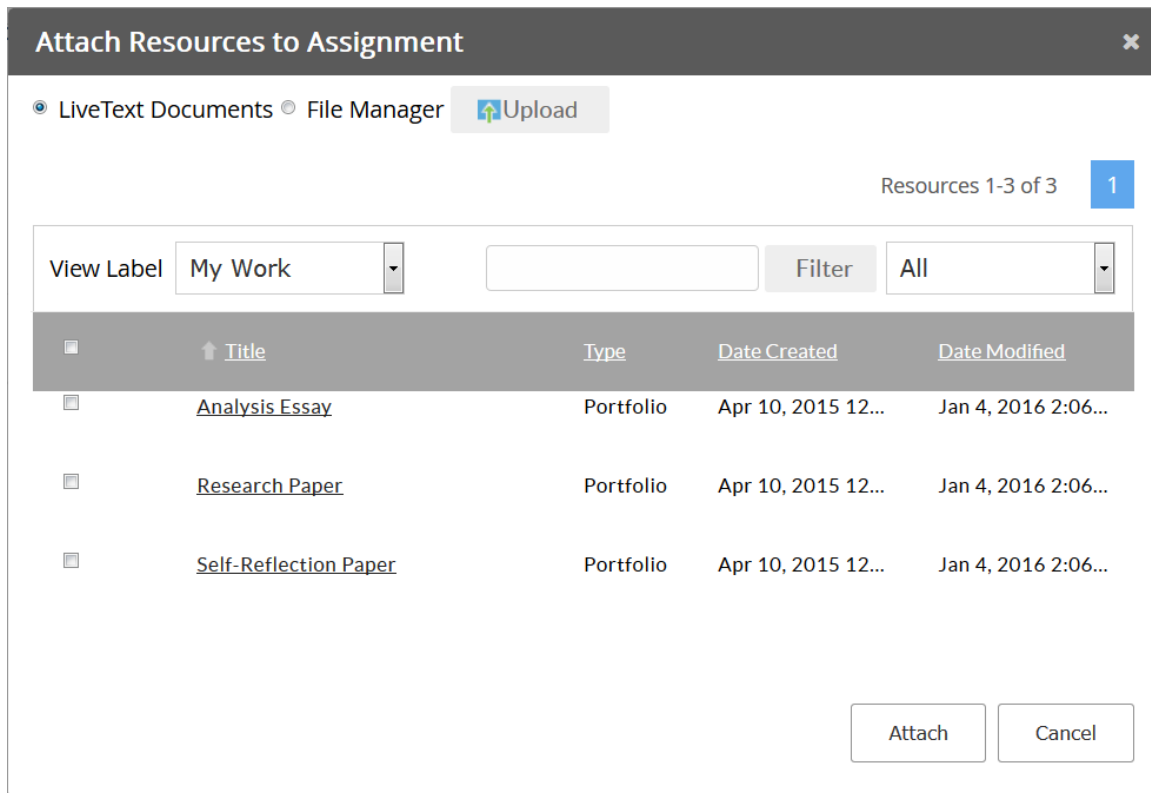 Attach Resources to Assignment
LiveText Documents File Manager Upload
Resources 1-3 of 3 1
View Label My Work Filter All
Title Type Date Created Date Modified
Analysis Essay Portfolio Apr 10, 2015 12... Jan 4, 2016 2:06...
Research Paper Portfolio Apr 10, 2015 12... Jan 4, 2016 2:06...
Self-Reflection Paper Portfolio Apr 10, 2015 12... Jan 4, 2016 2:06...
Attach Cancel